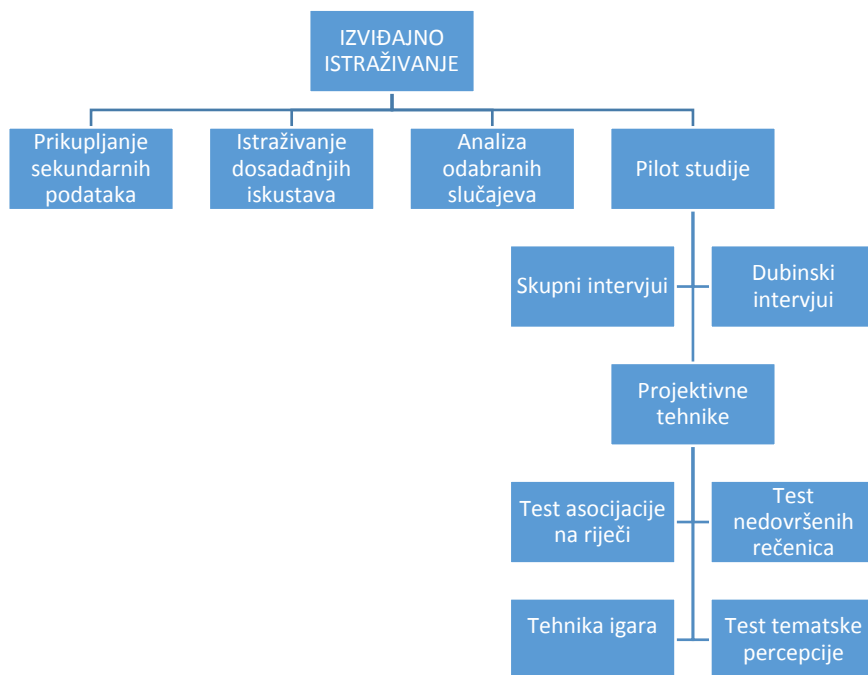 IZVIĐAJNO
ISTRAŽIVANJE
Prikupljanje
sekundarnih
podataka
Istraživanje
dosadađnjih
iskustava
Analiza
odabranih
slučajeva
Pilot studije
Skupni intervjui
Dubinski
intervjui
Projektivne
tehnike
Test asocijacije
na riječi
Test
nedovršenih
rečenica
Tehnika igara
Test tematske
percepcije